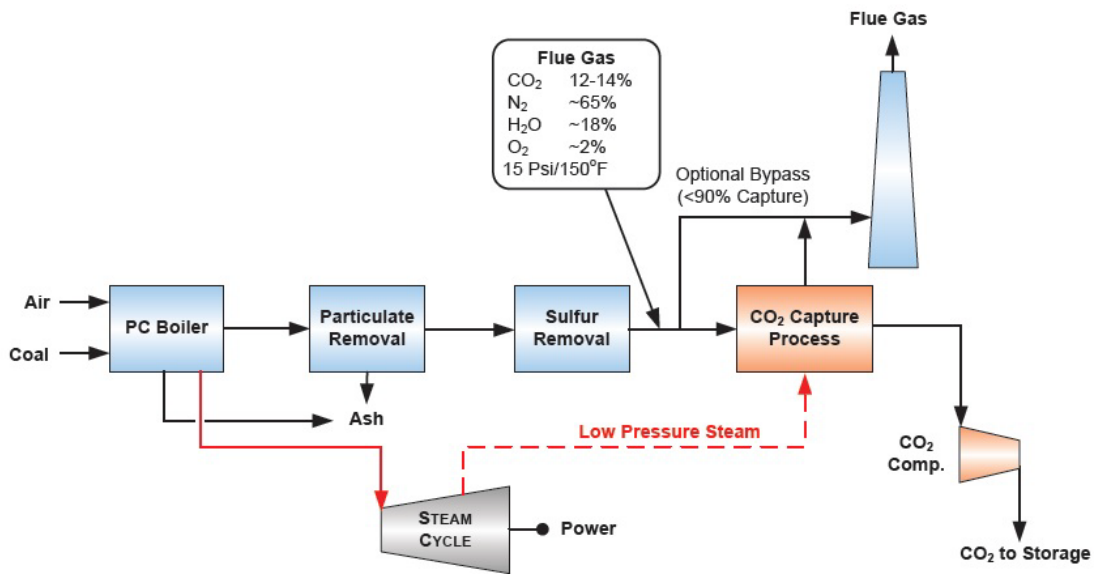 Flue Gas
Flue Gas
CO₂ 12-14%
N₂ ~65%
H₂O ~18%
O₂ ~2%
15 Psi/150°F
Optional Bypass
(<90% Capture)
Air
Coal
PC Boiler
Particulate
Removal
Sulfur
Removal
CO₂ Capture
Process
Ash
Low Pressure Steam
CO₂
Comp.
STEAM
CYCLE
Power
CO₂ to Storage